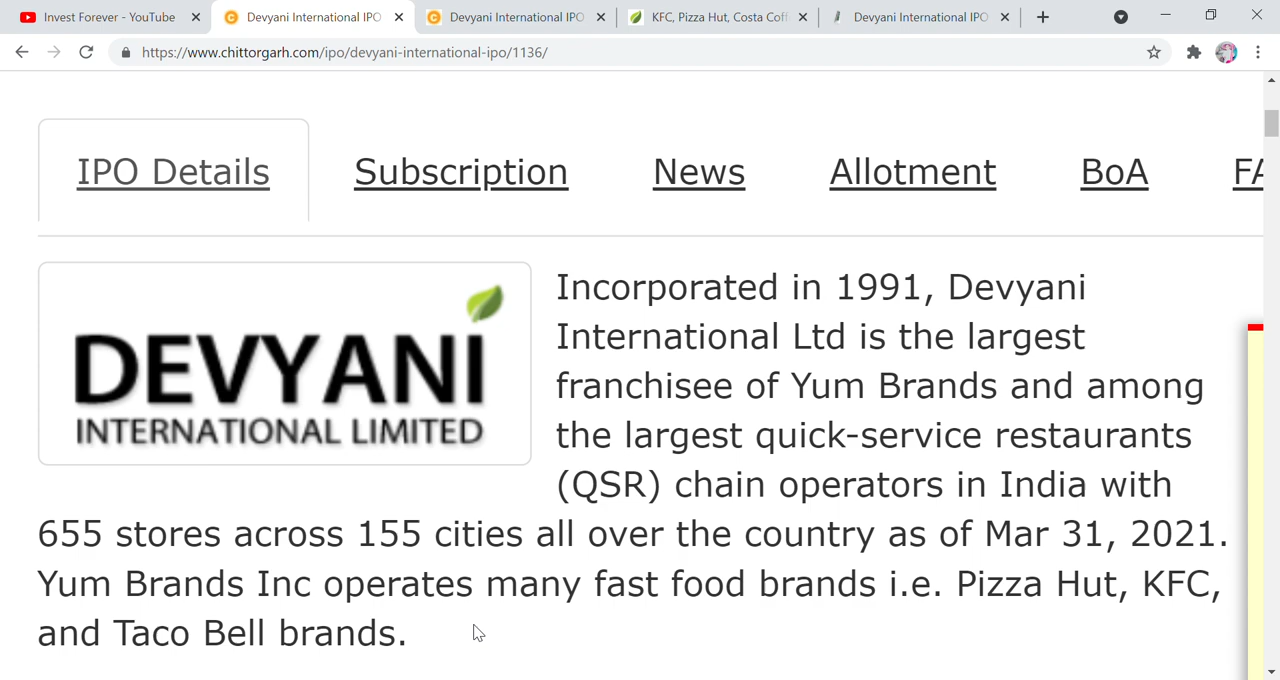 Invest Forever - YouTube
Devyani International IPO
Devyani International IPO
KFC, Pizza Hut, Costa Coff
Devyani International IPO
https://www.chittorgarh.com/ipo/devyani-international-ipo/1136/
IPO Details
Subscription
News
Allotment
BoA
FA
DEVYANI
INTERNATIONAL LIMITED
Incorporated in 1991, Devyani
International Ltd is the largest
franchisee of Yum Brands and among
the largest quick-service restaurants
(QSR) chain operators in India with
655 stores across 155 cities all over the country as of Mar 31, 2021.
Yum Brands Inc operates many fast food brands i.e. Pizza Hut, KFC,
and Taco Bell brands.